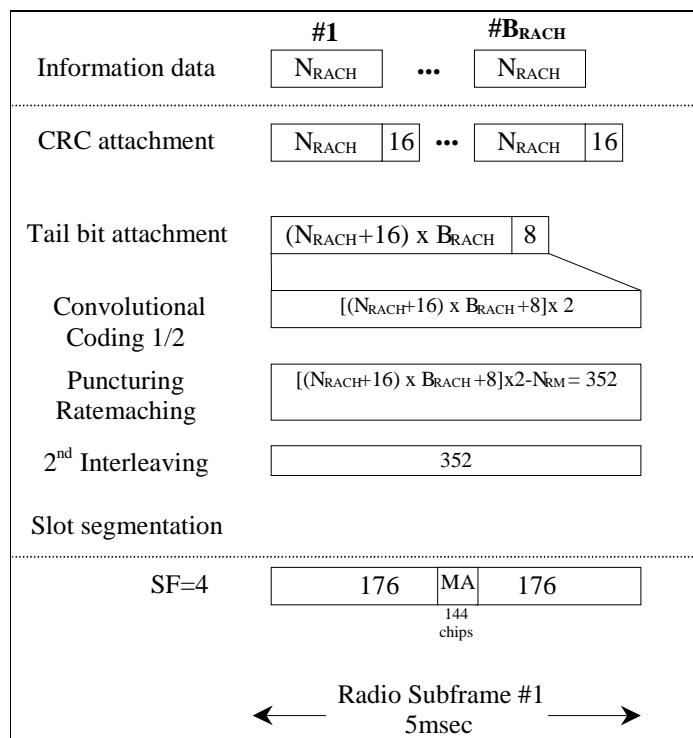 #1 #BRACH
Information data NRACH ... NRACH
CRC attachment NRACH 16 ... NRACH 16
Tail bit attachment (NRACH+16) x BRACH 8
Convolutional
Coding 1/2
[(NRACH+16) x BRACH +8]x 2
Puncturing
Ratemaching
[(NRACH+16) x BRACH +8]x2-NRM = 352
2nd Interleaving 352
Slot segmentation
SF=4 176 MA 176
144
chips
Radio Subframe #1
5msec